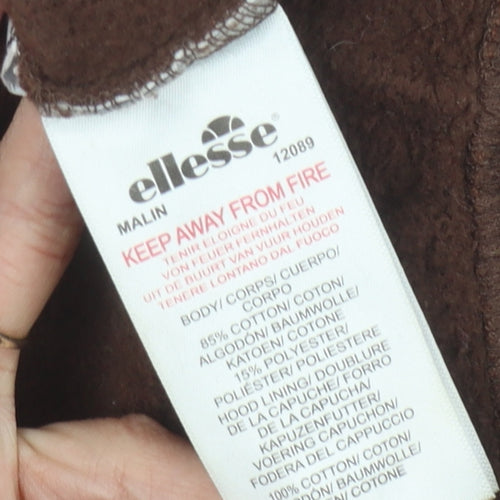 ellesse®
MALIN 12089
KEEP AWAY FROM FIRE
TENIR ELOIGNE DU FEU
VON FEUER FERNHALTEN
UIT DE BUURT VAN VUUR HOUDEN
TENERE LONTANO DAL FUOCO
BODY/ CORPS/ CUERPO/
CORPO
85% COTTON/ COTON/
ALGODÓN/ BAUMWOLLE/
KATOEN/ COTONE
15% POLYESTER/
POLIÉSTER/ POLIESTERE
HOOD LINING/ DOUBLURE
DE LA CAPUCHE/ FORRO
DE LA CAPUCHA/
KAPUZENFUTTER/
VOERING CAPUCHON/
FODERA DEL CAPPUCCIO
100% COTTON/ COTON/
BAUMWOLLE/
COTONE